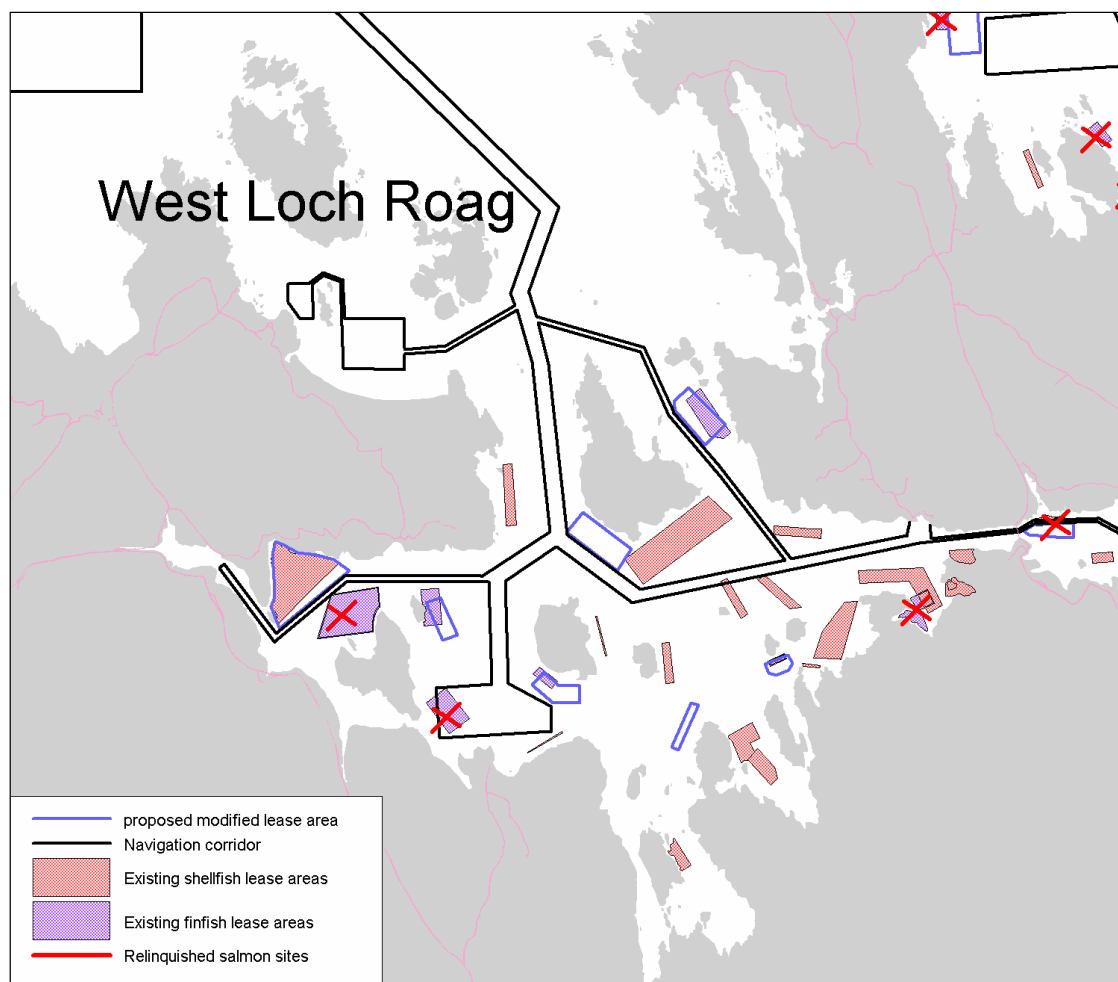 West Loch Roag
proposed modified lease area
Navigation corridor
Existing shellfish lease areas
Existing finfish lease areas
Relinquished salmon sites